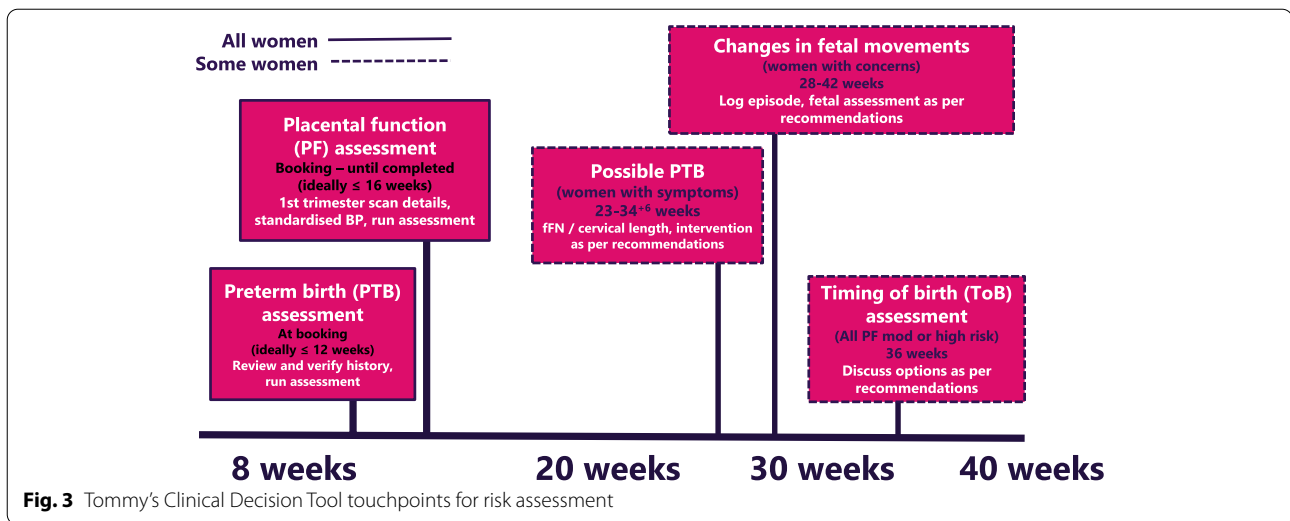 All women
Some women
Placental function
(PF) assessment
Booking – until completed
(ideally ≤ 16 weeks)
1st trimester scan details,
standardised BP, run assessment
Preterm birth (PTB)
assessment
At booking
(ideally ≤ 12 weeks)
Review and verify history,
run assessment
Possible PTB
(women with symptoms)
23-34⁺⁶ weeks
fFN / cervical length, intervention
as per recommendations
Changes in fetal movements
(women with concerns)
28-42 weeks
Log episode, fetal assessment as per
recommendations
Timing of birth (ToB)
assessment
(All PF mod or high risk)
36 weeks
Discuss options as per
recommendations
8 weeks
20 weeks
30 weeks
40 weeks
Fig. 3 Tommy’s Clinical Decision Tool touchpoints for risk assessment